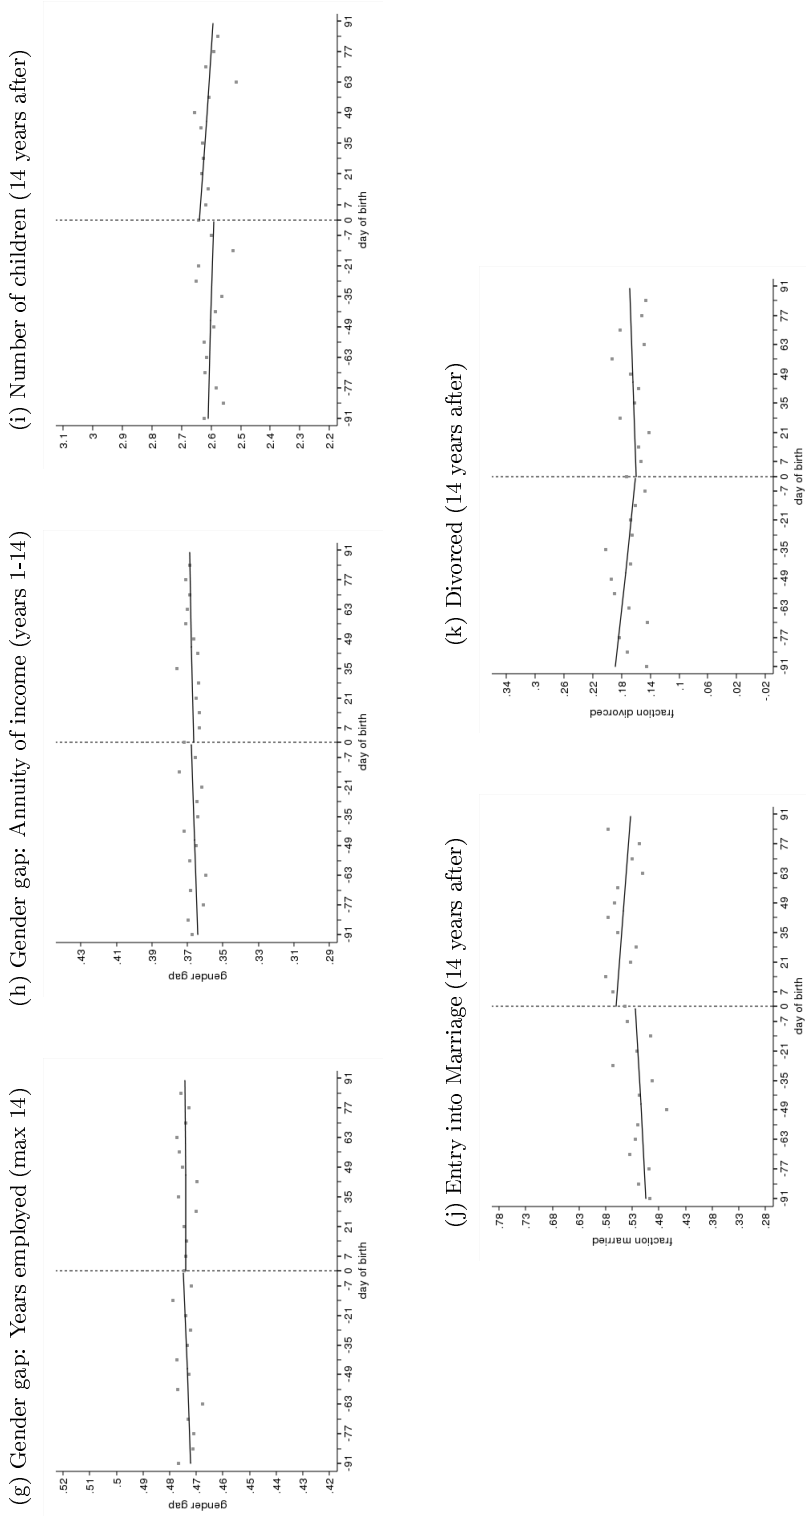 (g) Gender gap: Years employed (max 14)
gender gap
.52
.51
.5
.49
.48
.47
.46
.45
.44
.43
.42
-91 -77 -63 -49 -35 -21 -7 0 7 21 35 49 63 77 91
day of birth
(h) Gender gap: Annuity of income (years 1-14)
gender gap
.43
.41
.39
.37
.35
.33
.31
.29
-91 -77 -63 -49 -35 -21 -7 0 7 21 35 49 63 77 91
day of birth
(i) Number of children (14 years after)
3.1
3
2.9
2.8
2.7
2.6
2.5
2.4
2.3
2.2
-91 -77 -63 -49 -35 -21 -7 0 7 21 35 49 63 77 91
day of birth
(j) Entry into Marriage (14 years after)
fraction married
.78
.73
.68
.63
.58
.53
.48
.43
.38
.33
.28
-91 -77 -63 -49 -35 -21 -7 0 7 21 35 49 63 77 91
day of birth
(k) Divorced (14 years after)
fraction divorced
.34
.3
.26
.22
.18
.14
.1
.06
.02
-.02
-91 -77 -63 -49 -35 -21 -7 0 7 21 35 49 63 77 91
day of birth